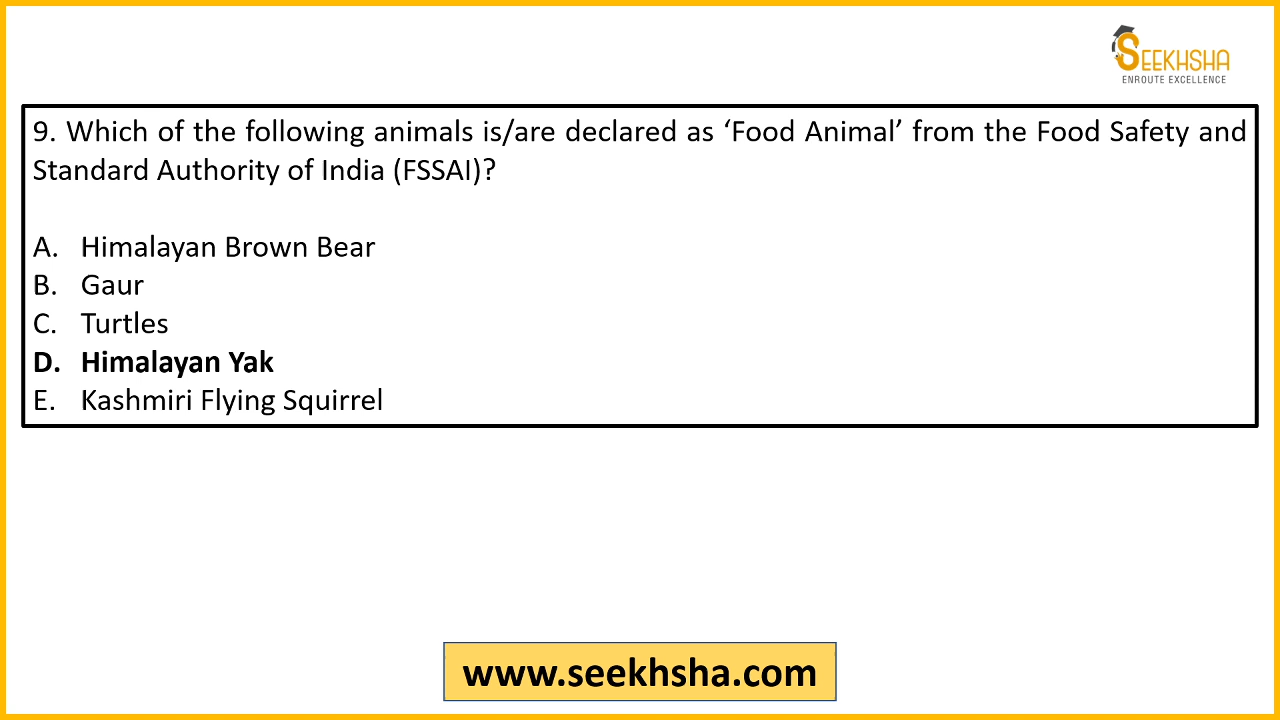 SEEKHSHA
ENROUTE EXCELLENCE
9. Which of the following animals is/are declared as ‘Food Animal’ from the Food Safety and
Standard Authority of India (FSSAI)?
A. Himalayan Brown Bear
B. Gaur
C. Turtles
D. Himalayan Yak
E. Kashmiri Flying Squirrel
www.seekhsha.com